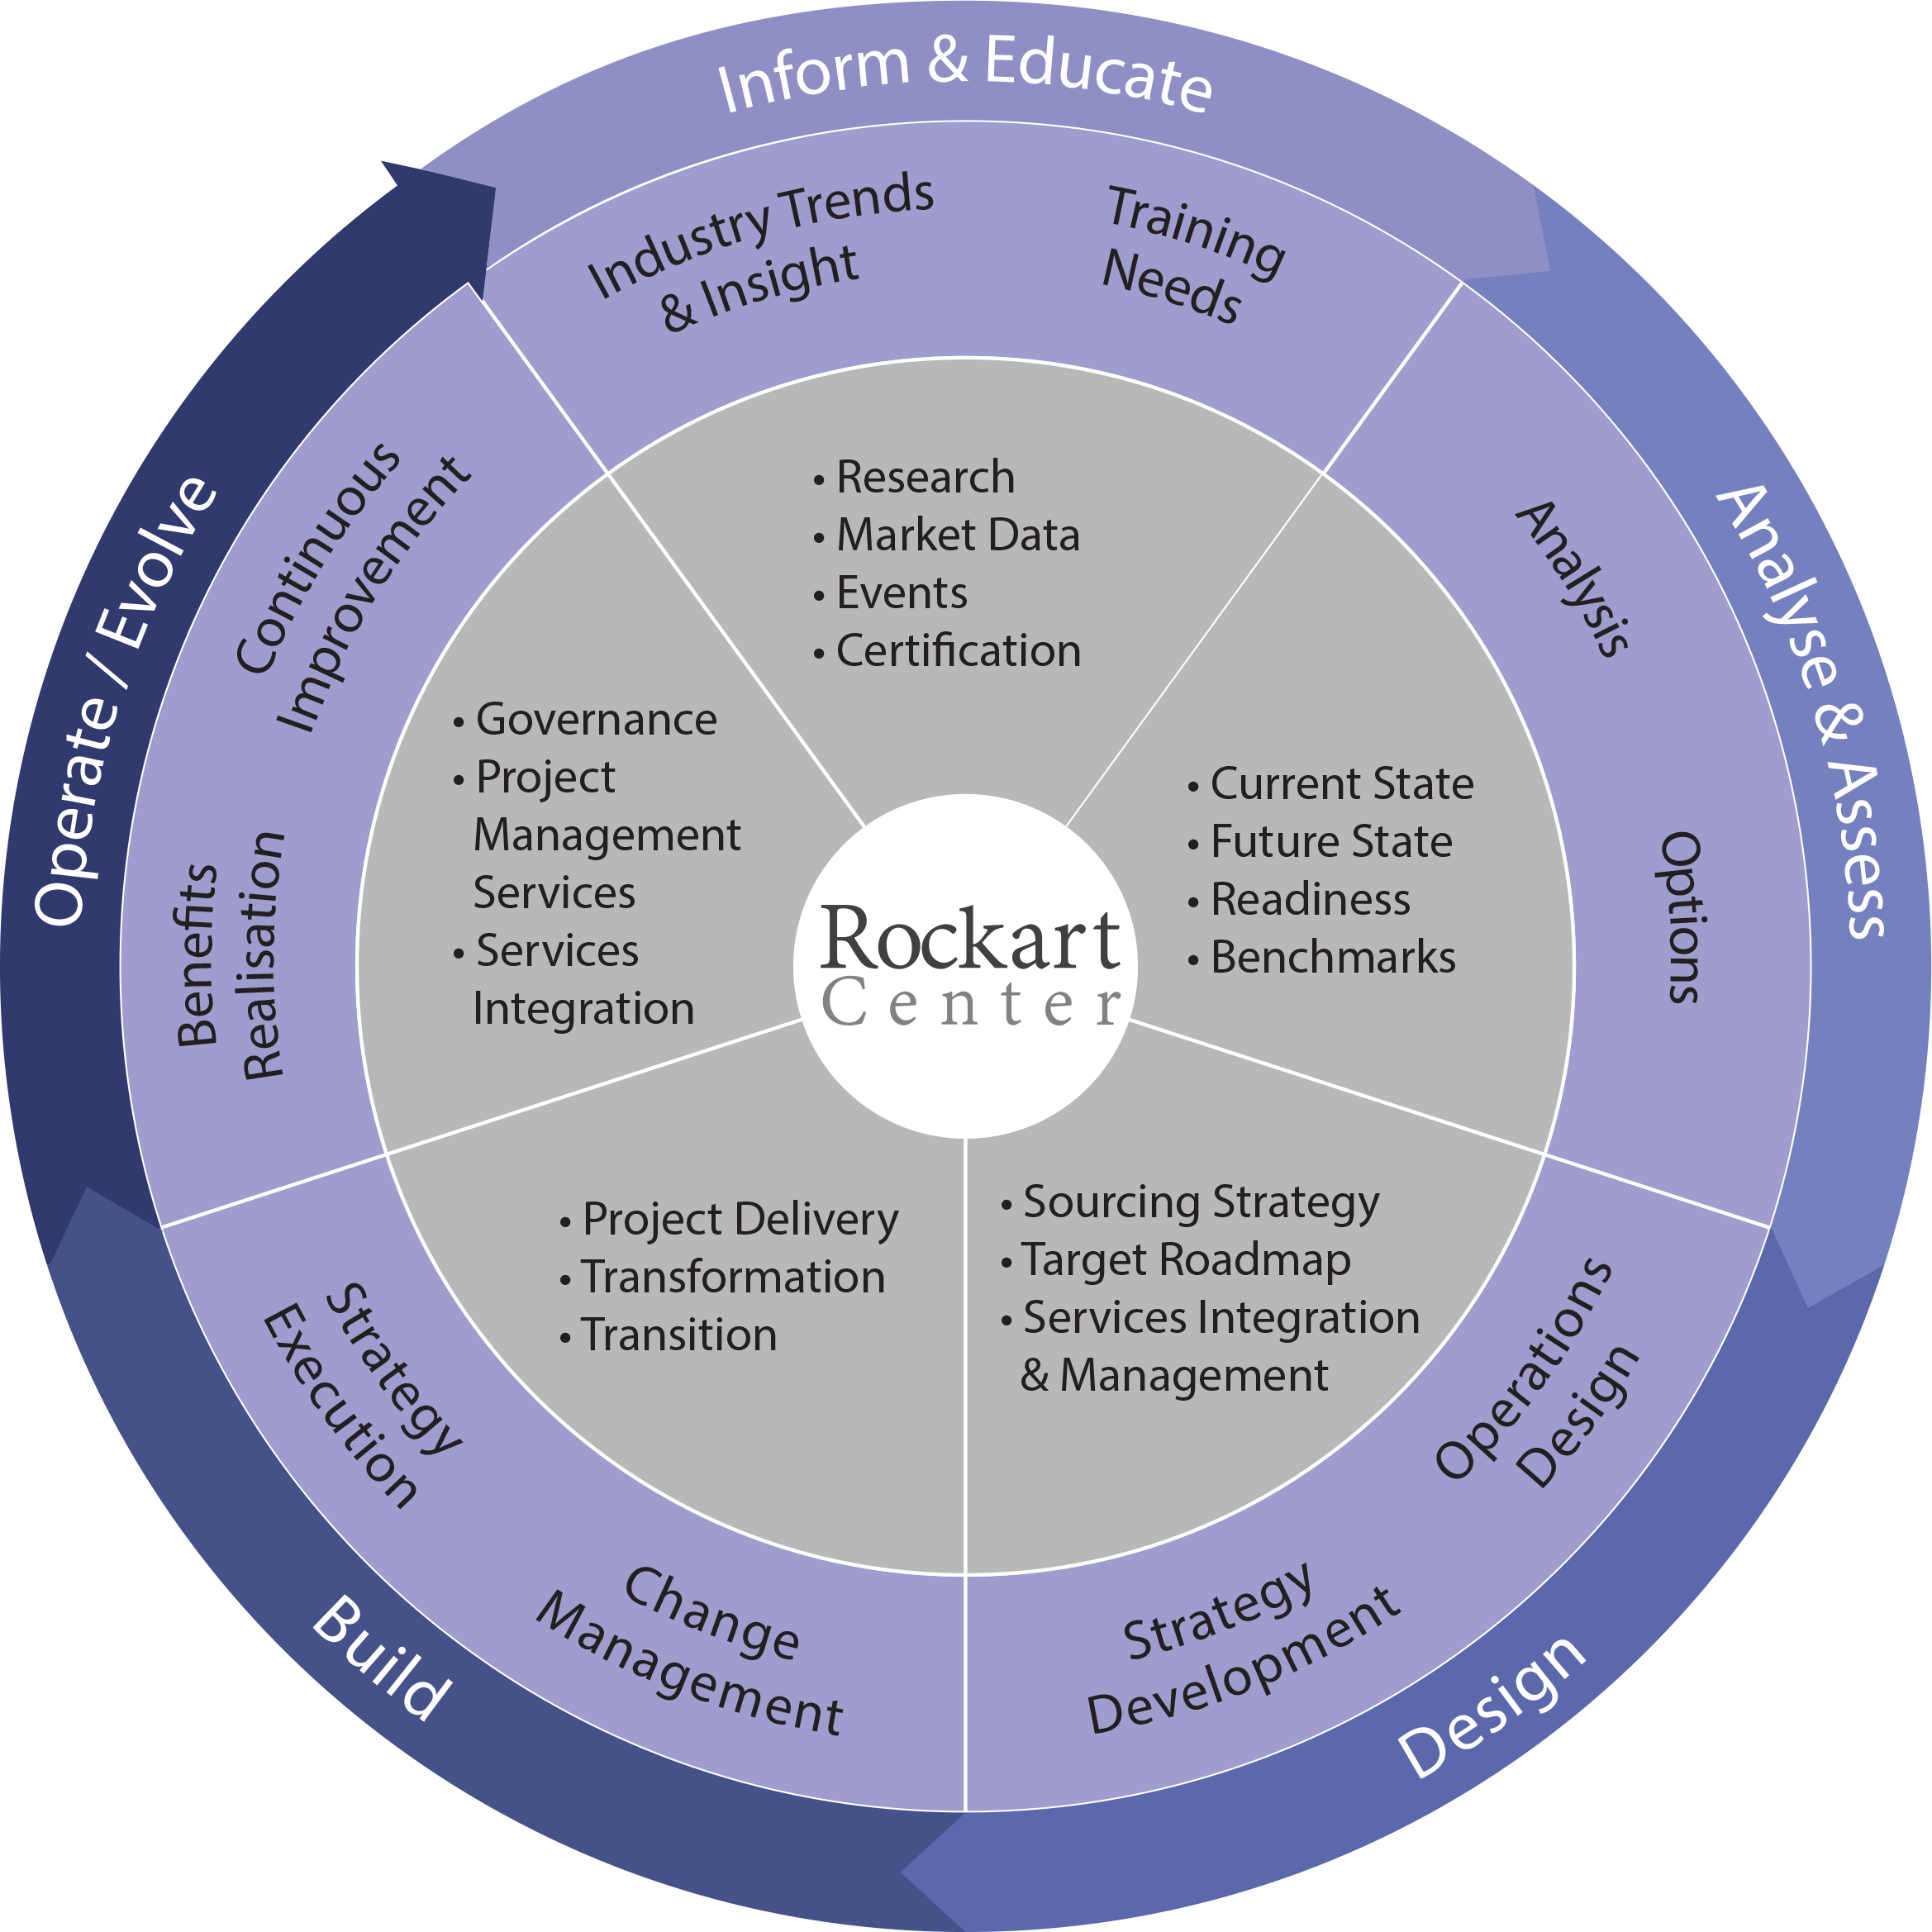 Inform & Educate
Industry Trends
& Insight
Training
Needs
• Research
• Market Data
• Events
• Certification
Analyse & Assess
Analysis
Options
• Current State
• Future State
• Readiness
• Benchmarks
Design
Operations
Design
Strategy
Development
• Sourcing Strategy
• Target Roadmap
• Services Integration
& Management
Build
Change
Management
Strategy
Execution
• Project Delivery
• Transformation
• Transition
Operate / Evolve
Benefits
Realisation
Continuous
Improvement
• Governance
• Project
Management
Services
• Services
Integration
Rockart
Center